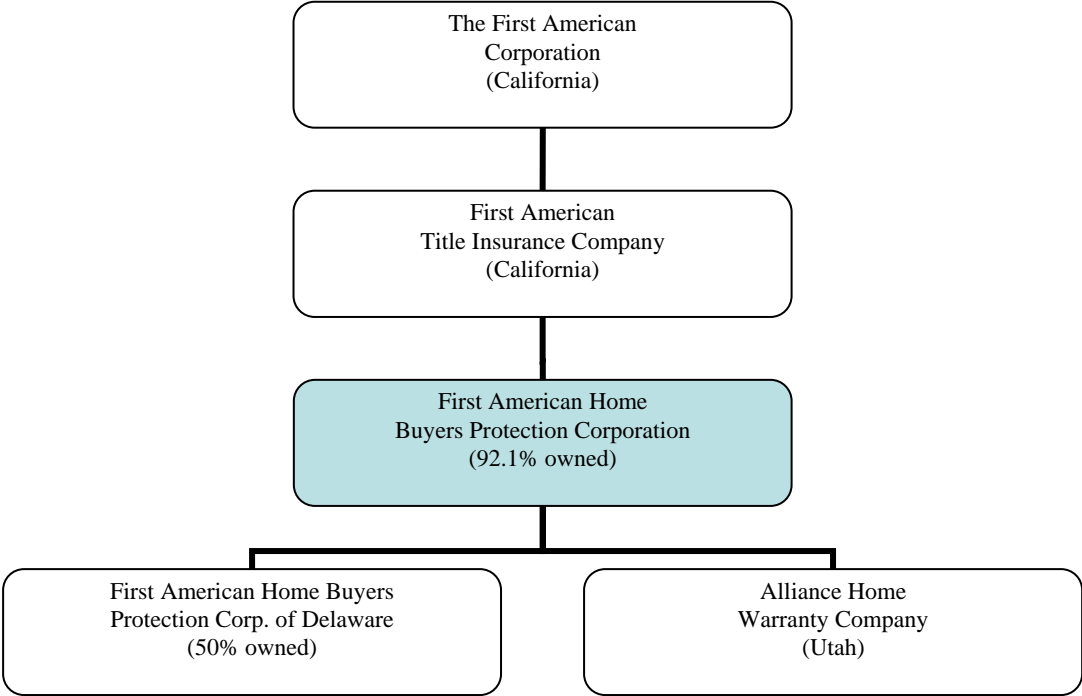 The First American
Corporation
(California)
First American
Title Insurance Company
(California)
First American Home
Buyers Protection Corporation
(92.1% owned)
First American Home Buyers
Protection Corp. of Delaware
(50% owned)
Alliance Home
Warranty Company
(Utah)